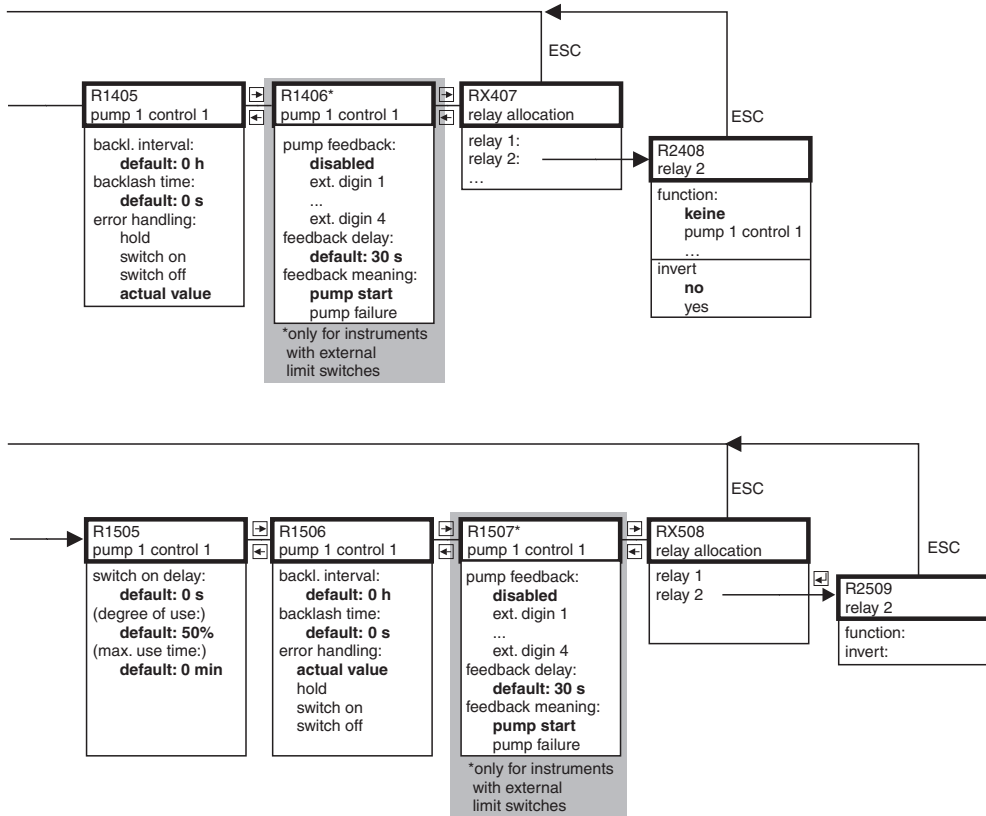 ESC
R1405
pump 1 control 1
backl. interval:
default: 0 h
backlash time:
default: 0 s
error handling:
hold
switch on
switch off
actual value
R1406*
pump 1 control 1
pump feedback:
disabled
ext. digin 1
...
ext. digin 4
feedback delay:
default: 30 s
feedback meaning:
pump start
pump failure
*only for instruments
with external
limit switches
RX407
relay allocation
relay 1:
relay 2:
...
ESC
R2408
relay 2
function:
keine
pump 1 control 1
...
invert
no
yes
ESC
R1505
pump 1 control 1
switch on delay:
default: 0 s
(degree of use:)
default: 50%
(max. use time:)
default: 0 min
R1506
pump 1 control 1
backl. interval:
default: 0 h
backlash time:
default: 0 s
error handling:
actual value
hold
switch on
switch off
R1507*
pump 1 control 1
pump feedback:
disabled
ext. digin 1
...
ext. digin 4
feedback delay:
default: 30 s
feedback meaning:
pump start
pump failure
*only for instruments
with external
limit switches
RX508
relay allocation
relay 1
relay 2
ESC
R2509
relay 2
function:
invert: